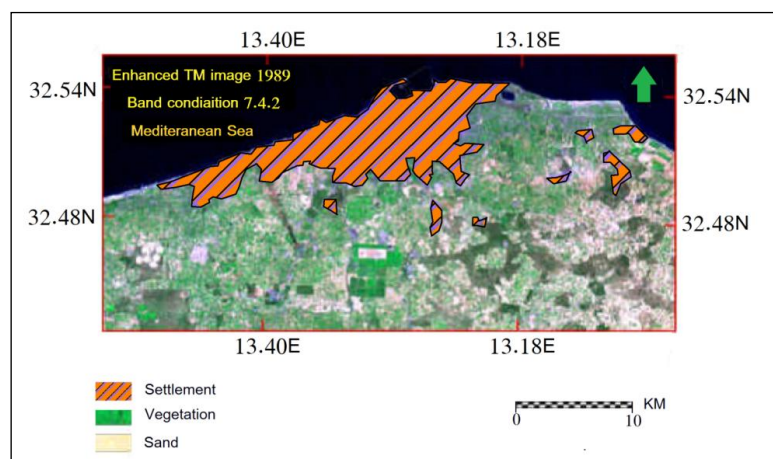 13.40E 13.18E
Enhanced TM image 1989
Band condiaition 7.4.2
Mediteranean Sea
32.54N 32.54N
32.48N 32.48N
13.40E 13.18E
Settlement
Vegetation
Sand
KM
0 10